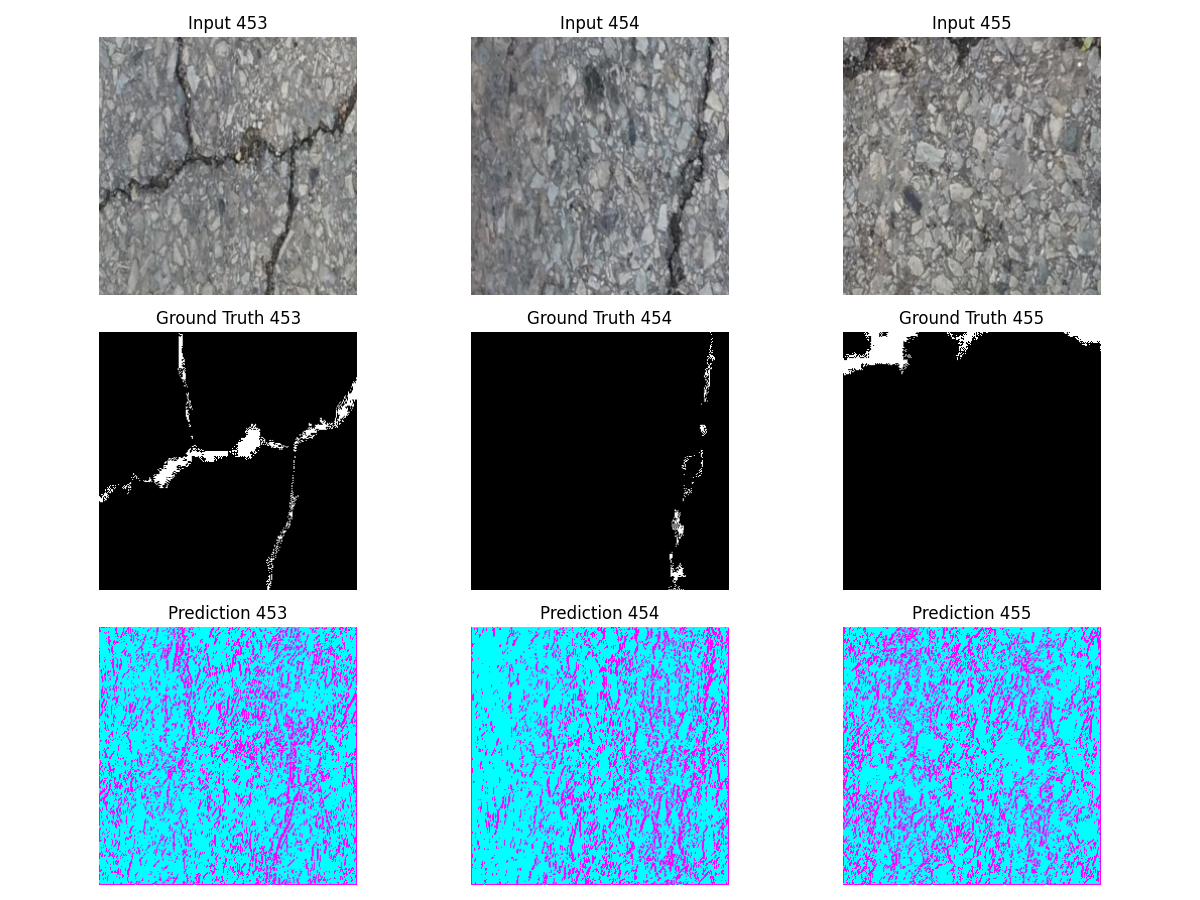 Input 453
Input 454
Input 455
Ground Truth 453
Ground Truth 454
Ground Truth 455
Prediction 453
Prediction 454
Prediction 455